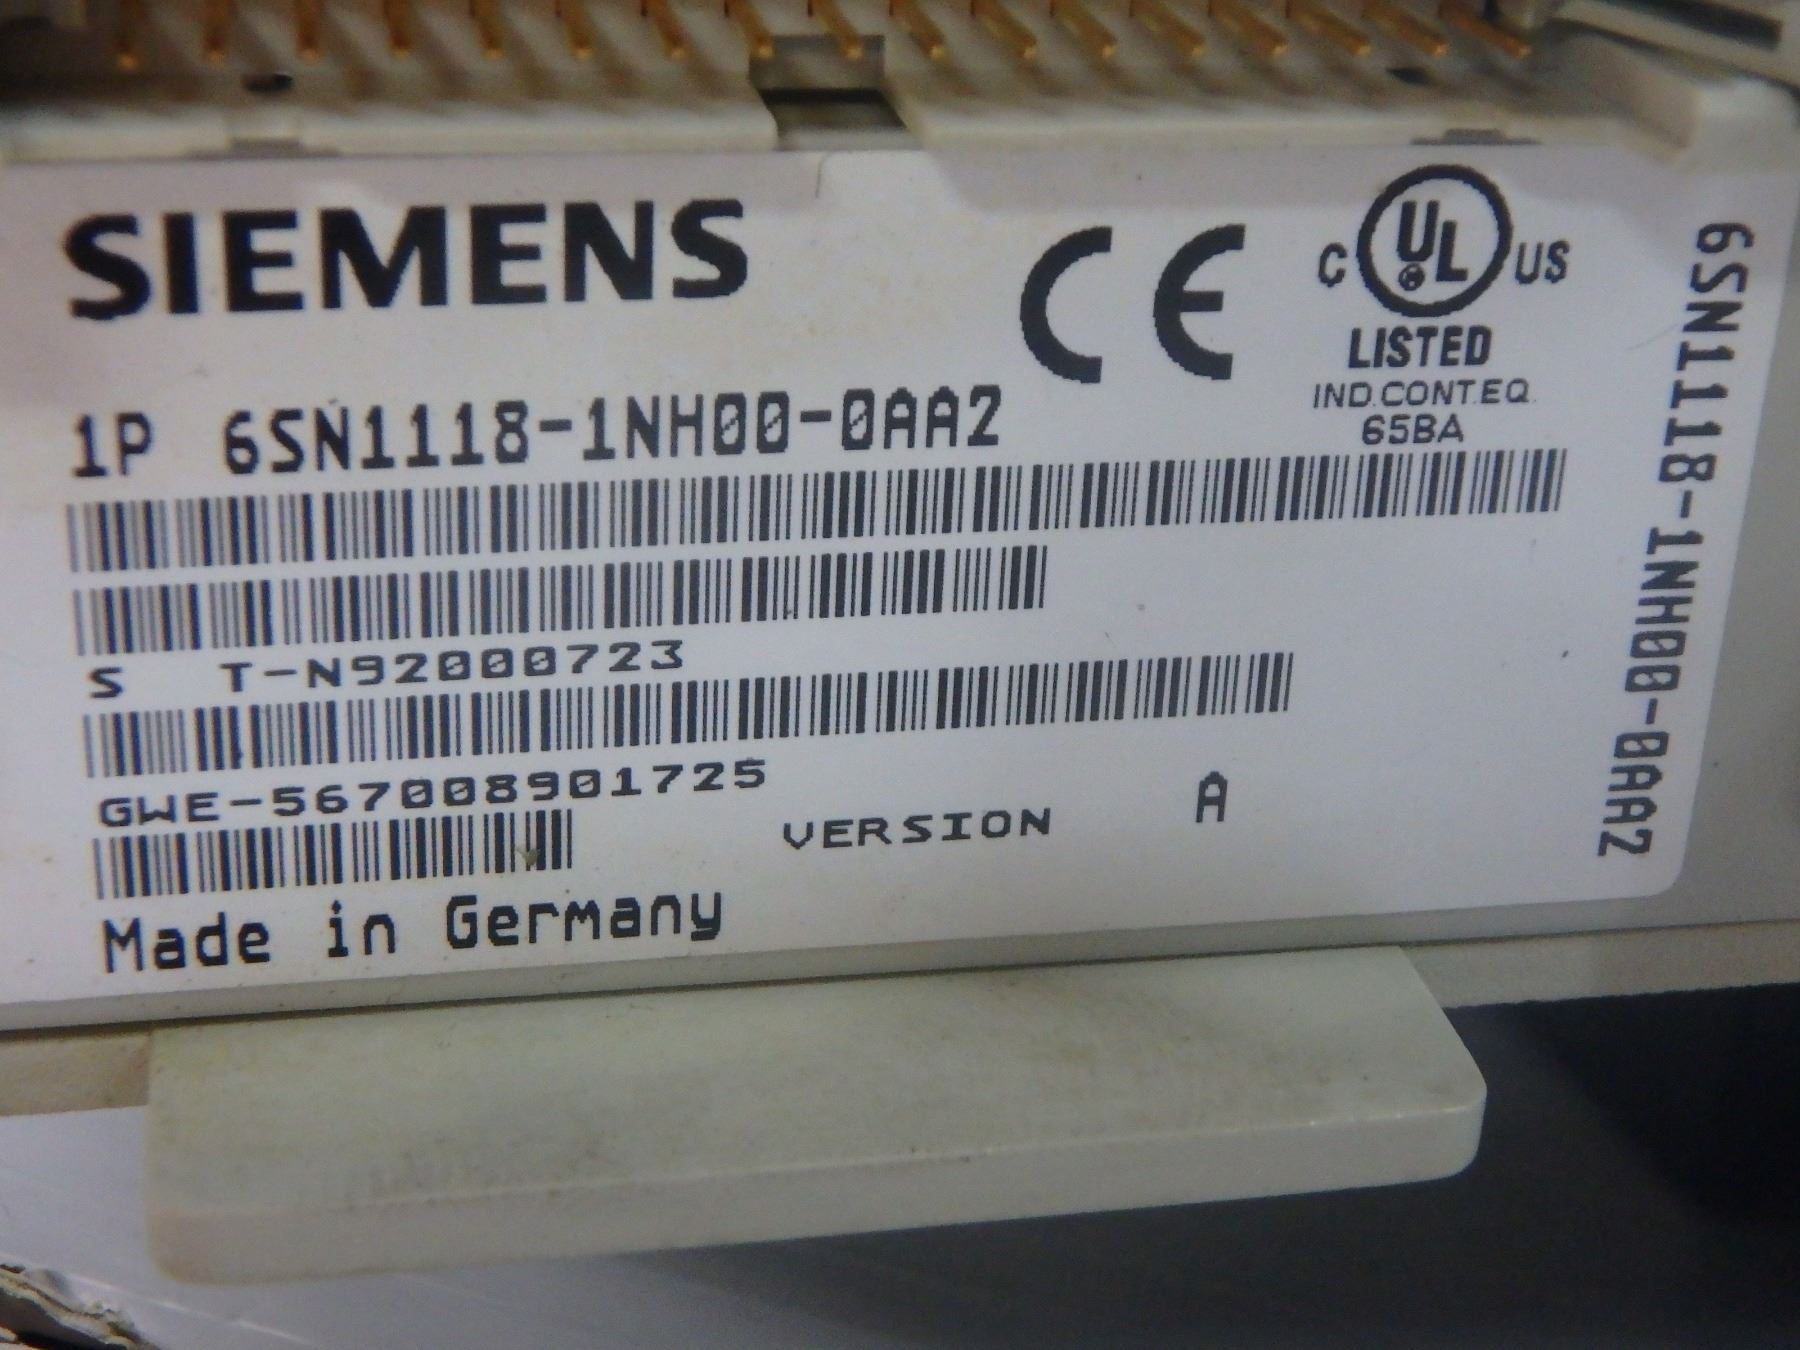 SIEMENS
CE
C UL US
LISTED
IND.CONT.EQ.
65BA
1P 6SN1118-1NH00-0AA2
S T-N92000723
GWE-567008901725
VERSION A
Made in Germany
6SN1118-1NH00-0AA2